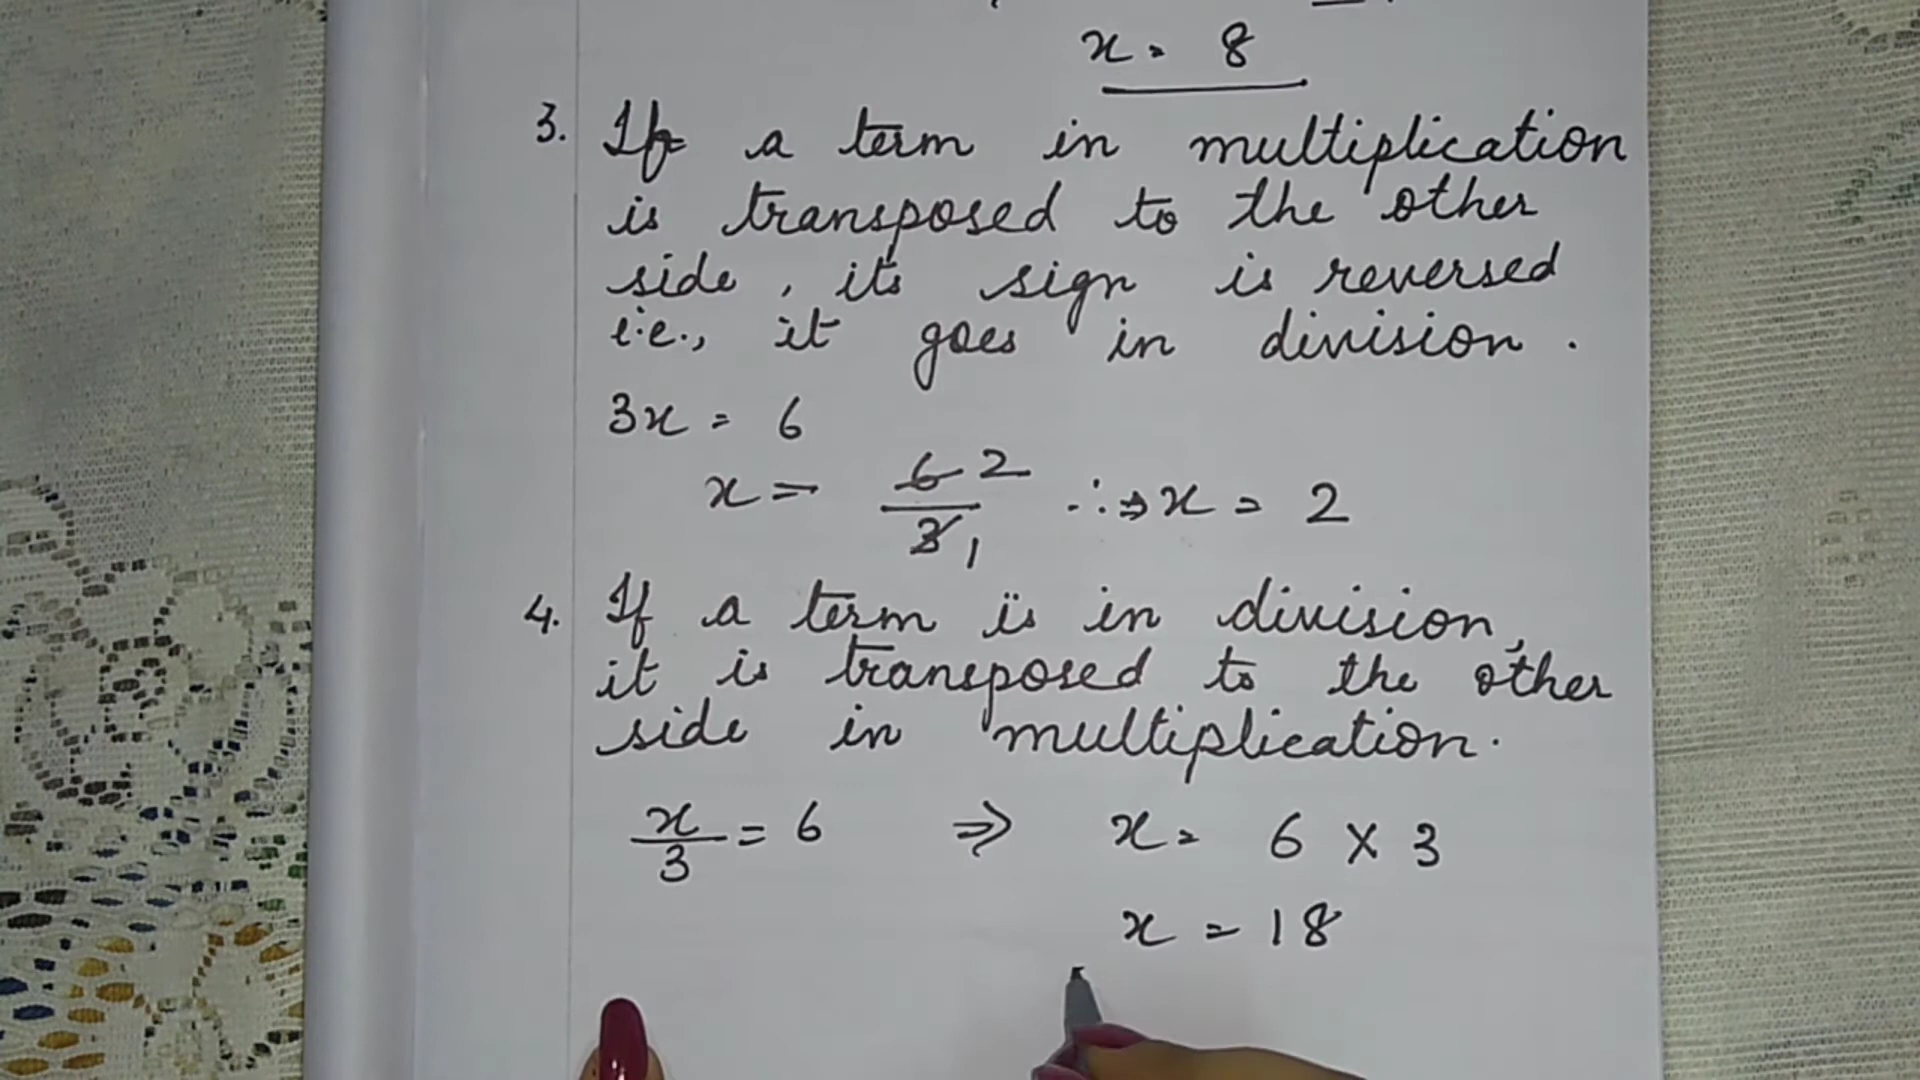 x = 8
3. If a term in multiplication
is transposed to the other
side, its sign is reversed
i.e., it goes in division.
3x = 6
x = 6 2 / 3 1 ∴ ⇒ x = 2
4. If a term is in division,
it is transposed to the other
side in multiplication.
x/3 = 6 ⇒ x = 6 × 3
x = 18